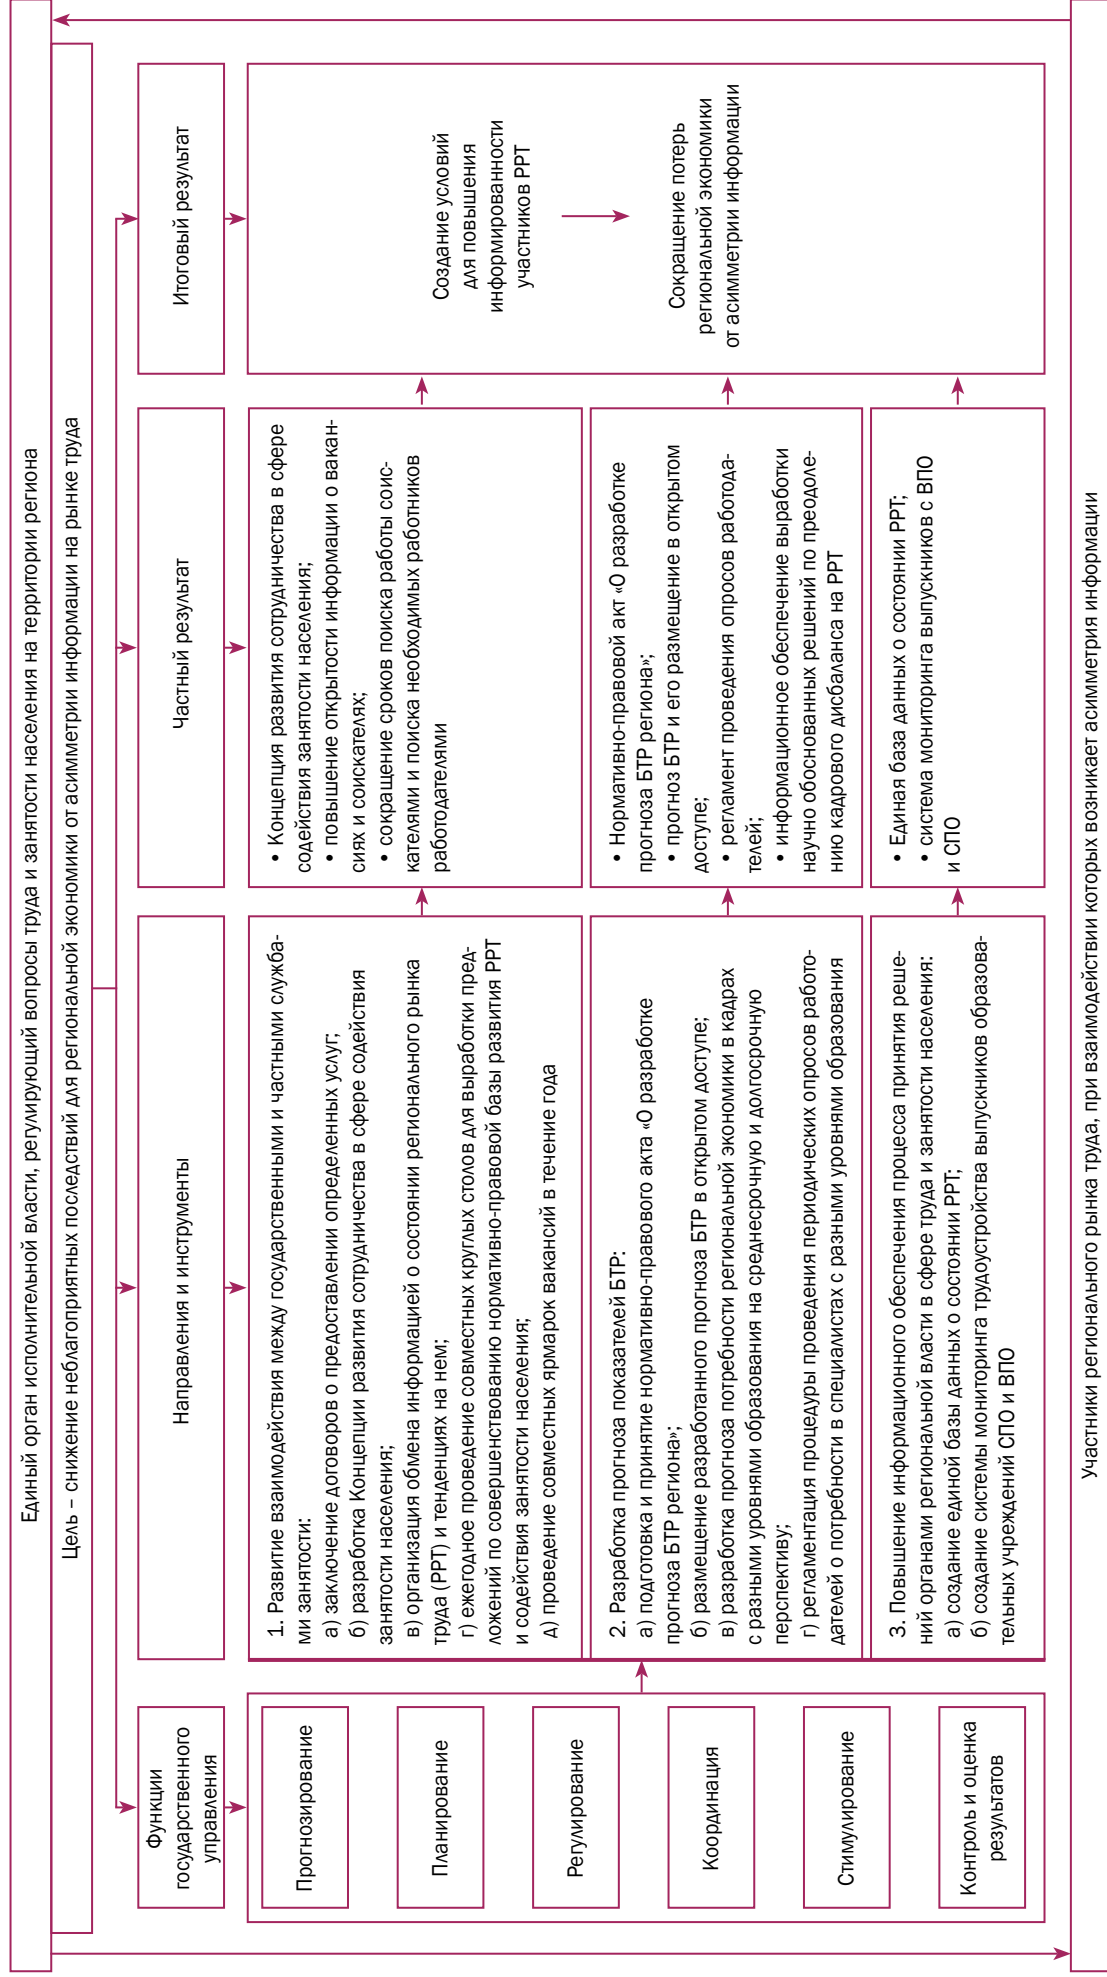 Единый орган исполнительной власти, регулирующий вопросы труда и занятости населения на территории региона
Цель – снижение неблагоприятных последствий для региональной экономики от асимметрии информации на рынке труда
Функции
государственного
управления
Направления и инструменты
Частный результат
Итоговый результат
Прогнозирование
Планирование
Регулирование
Координация
Стимулирование
Контроль и оценка
результатов
1. Развитие взаимодействия между государственными и частными служба-
ми занятости:
а) заключение договоров о предоставлении определенных услуг;
б) разработка Концепции развития сотрудничества в сфере содействия
занятости населения;
в) организация обмена информацией о состоянии регионального рынка
труда (РРТ) и тенденциях на нем;
г) ежегодное проведение совместных круглых столов для выработки пред-
ложений по совершенствованию нормативно-правовой базы развития РРТ
и содействия занятости населения;
д) проведение совместных ярмарок вакансий в течение года
2. Разработка прогноза показателей БТР:
а) подготовка и принятие нормативно-правового акта «О разработке
прогноза БТР региона»;
б) размещение разработанного прогноза БТР в открытом доступе;
в) разработка прогноза потребности региональной экономики в кадрах
с разными уровнями образования на среднесрочную и долгосрочную
перспективу;
г) регламентация процедуры проведения периодических опросов работо-
дателей о потребности в специалистах с разными уровнями образования
3. Повышение информационного обеспечения процесса принятия реше-
ний органами региональной власти в сфере труда и занятости населения:
а) создание единой базы данных о состоянии РРТ;
б) создание системы мониторинга трудоустройства выпускников образова-
тельных учреждений СПО и ВПО
• Концепция развития сотрудничества в сфере
содействия занятости населения;
• повышение открытости информации о вакан-
сиях и соискателях;
• сокращение сроков поиска работы соис-
кателями и поиска необходимых работников
работодателями
• Нормативно-правовой акт «О разработке
прогноза БТР региона»;
• прогноз БТР и его размещение в открытом
доступе;
• регламент проведения опросов работода-
телей;
• информационное обеспечение выработки
научно обоснованных решений по преодоле-
нию кадрового дисбаланса на РРТ
• Единая база данных о состоянии РРТ;
• система мониторинга выпускников с ВПО
и СПО
Создание условий
для повышения
информированности
участников РРТ
Сокращение потерь
региональной экономики
от асимметрии информации
Участники регионального рынка труда, при взаимодействии которых возникает асимметрия информации